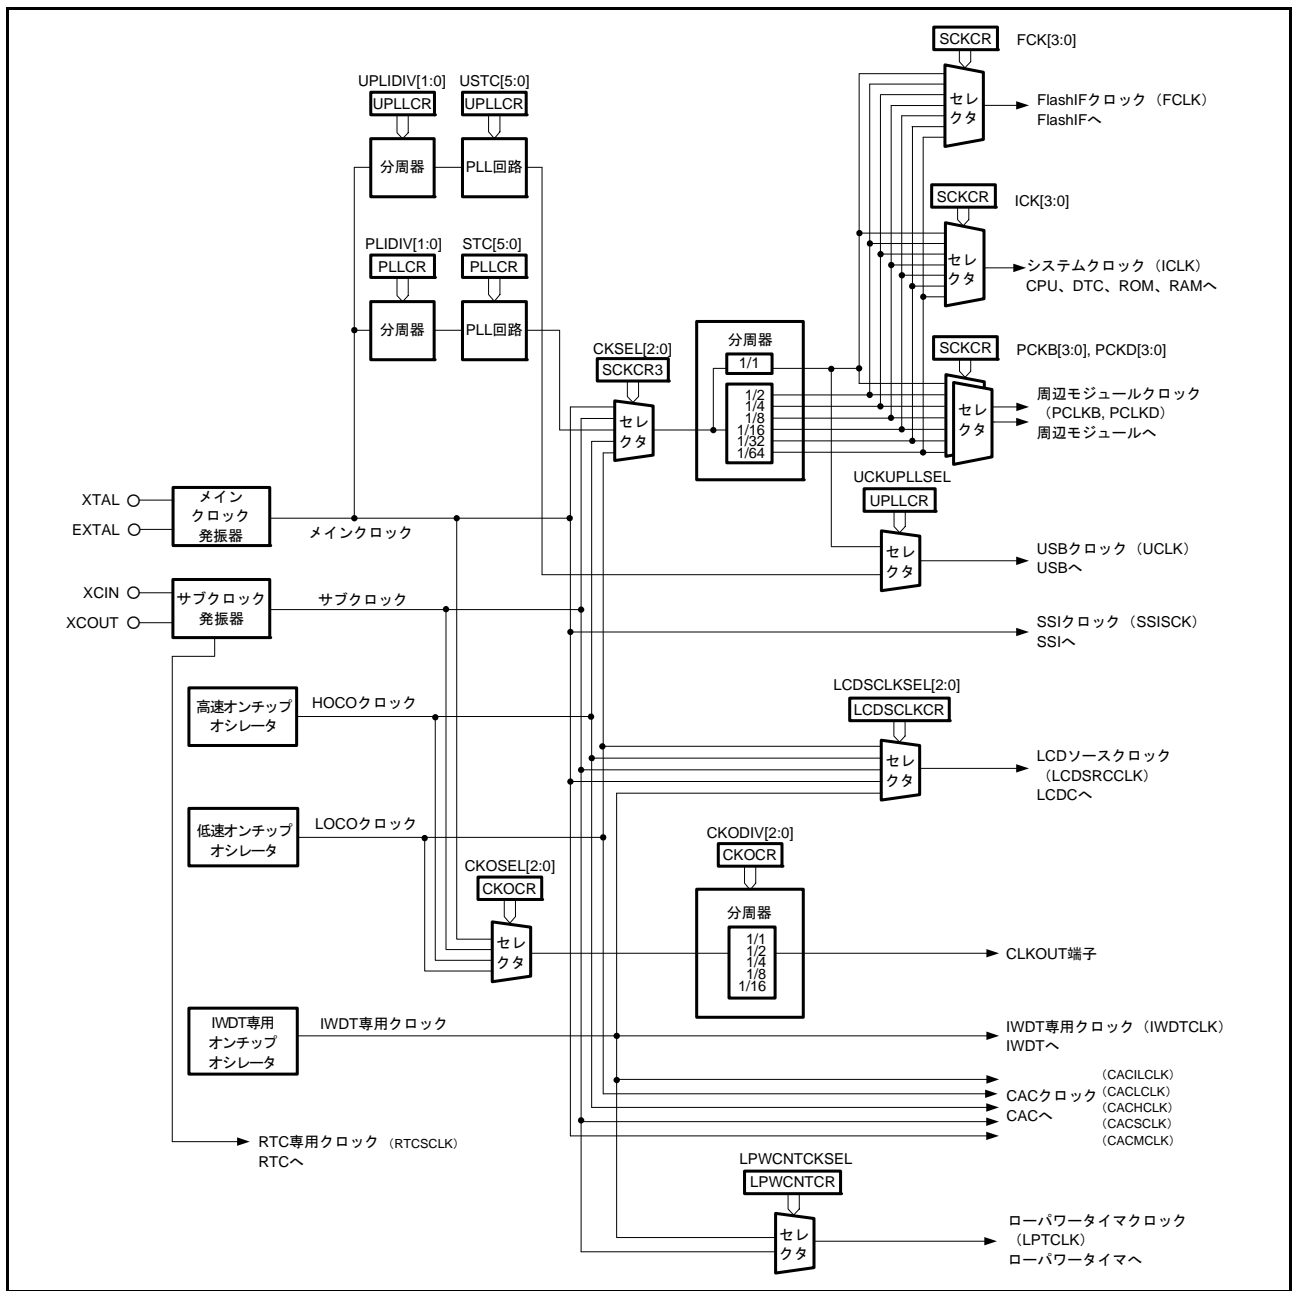 SCKCR FCK[3:0]
セレクタ
FlashIFクロック（FCLK）
FlashIFへ
UPLIDIV[1:0] USTC[5:0]
UPLLCR UPLLCR
分周器 PLL回路
SCKCR ICK[3:0]
セレクタ
システムクロック（ICLK）
CPU、DTC、ROM、RAMへ
PLIDIV[1:0] STC[5:0]
PLLCR PLLCR
分周器 PLL回路
CKSEL[2:0]
SCKCR3
セレクタ
分周器
1/1
1/2
1/4
1/8
1/16
1/32
1/64
SCKCR PCKB[3:0], PCKD[3:0]
セレクタ
周辺モジュールクロック
（PCLKB, PCLKD）
周辺モジュールへ
UCKUPLLSEL
UPLLCR
セレクタ
USBクロック（UCLK）
USBへ
XTAL
EXTAL
メイン
クロック
発振器
メインクロック
XCIN
XCOUT
サブクロック
発振器
サブクロック
SSIクロック（SSISCK）
SSIへ
高速オンチップ
オシレータ
HOCOクロック
LCDSCLKSEL[2:0]
LCDSCLKCR
セレクタ
LCDソースクロック
（LCDSRCCLK）
LCDCへ
低速オンチップ
オシレータ
LOCOクロック
CKOSEL[2:0]
CKOCR
セレクタ
CKODIV[2:0]
CKOCR
分周器
1/1
1/2
1/4
1/8
1/16
CLKOUT端子
IWDT専用
オンチップ
オシレータ
IWDT専用クロック
IWDT専用クロック（IWDTCLK）
IWDTへ
CACクロック
CACへ
（CACILCLK）
（CACLCLK）
（CACHCLK）
（CACSCLK）
（CACMCLK）
RTC専用クロック（RTCSCLK）
RTCへ
LPWCNTCKSEL
LPWCNTCR
セレクタ
ローパワータイマクロック
（LPTCLK）
ローパワータイマへ